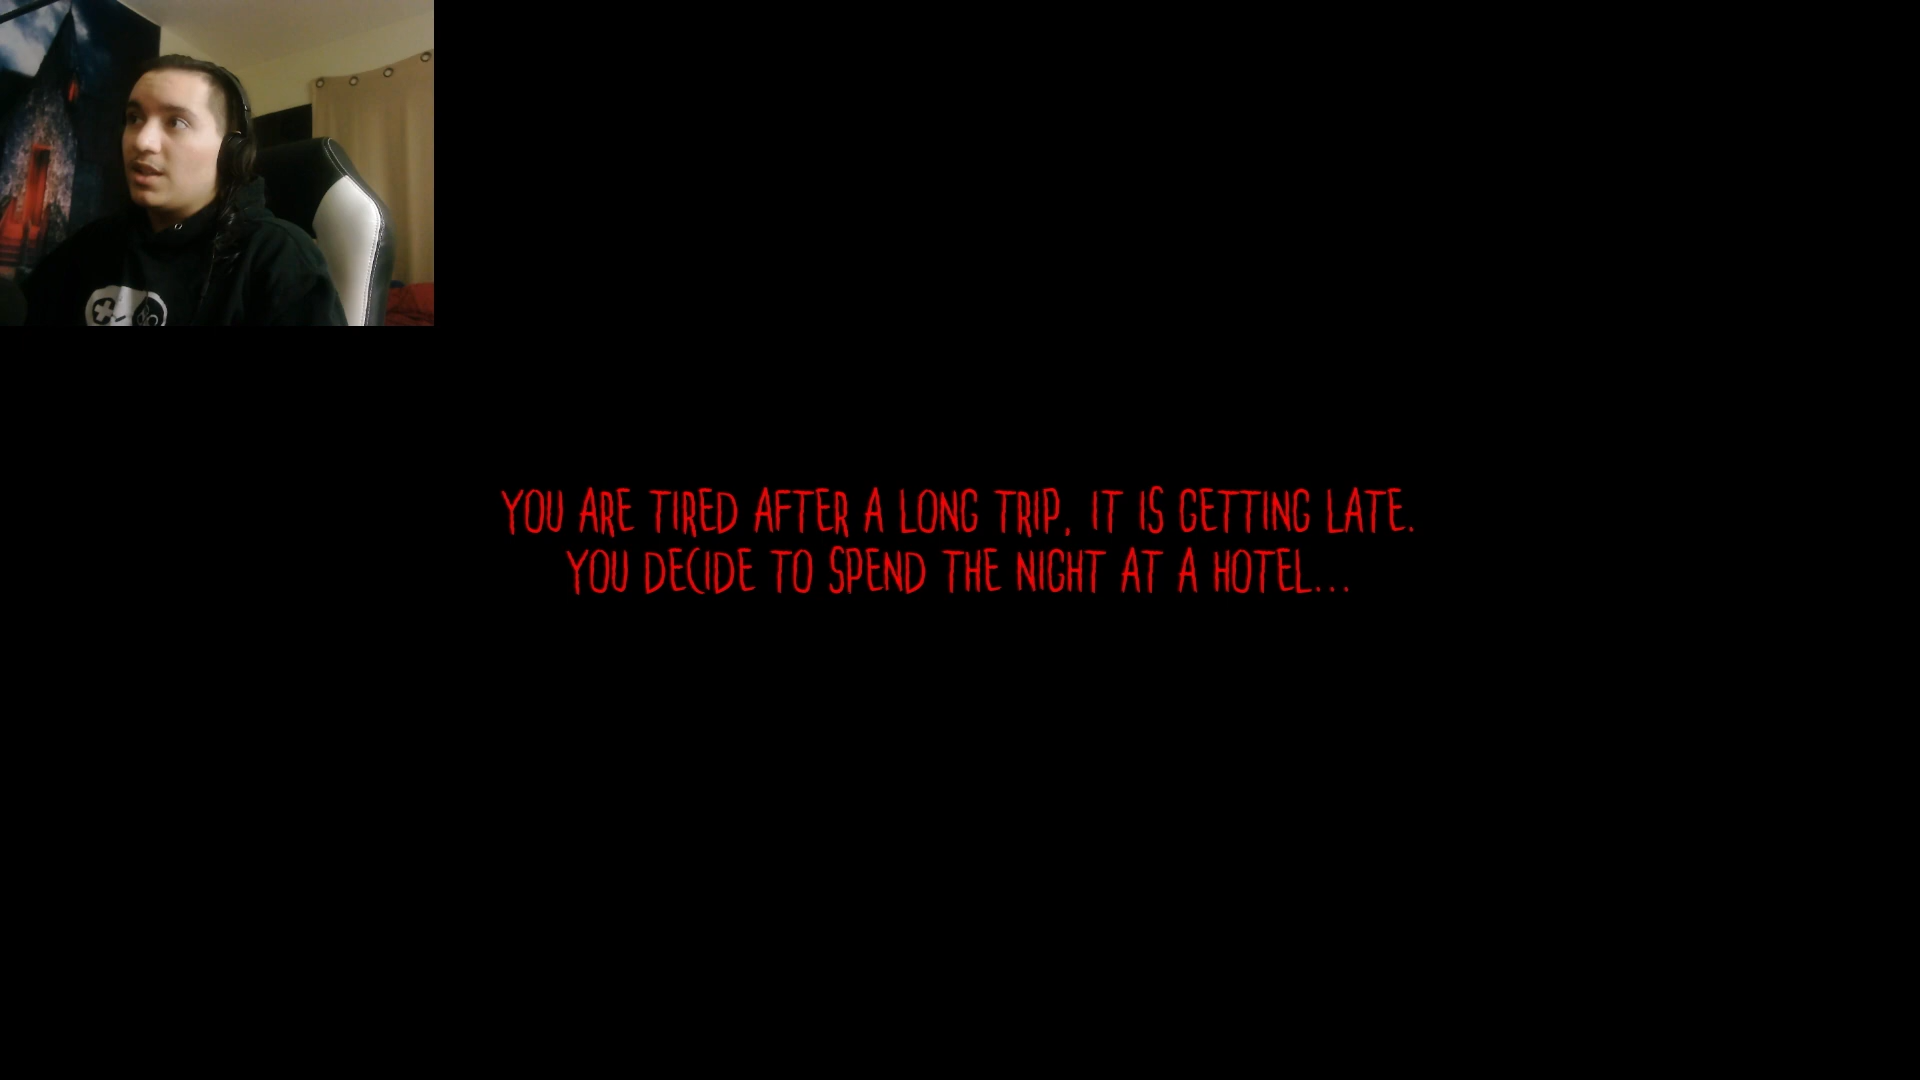 YOU ARE TIRED AFTER A LONG TRIP, IT IS GETTING LATE.
YOU DECIDE TO SPEND THE NIGHT AT A HOTEL...